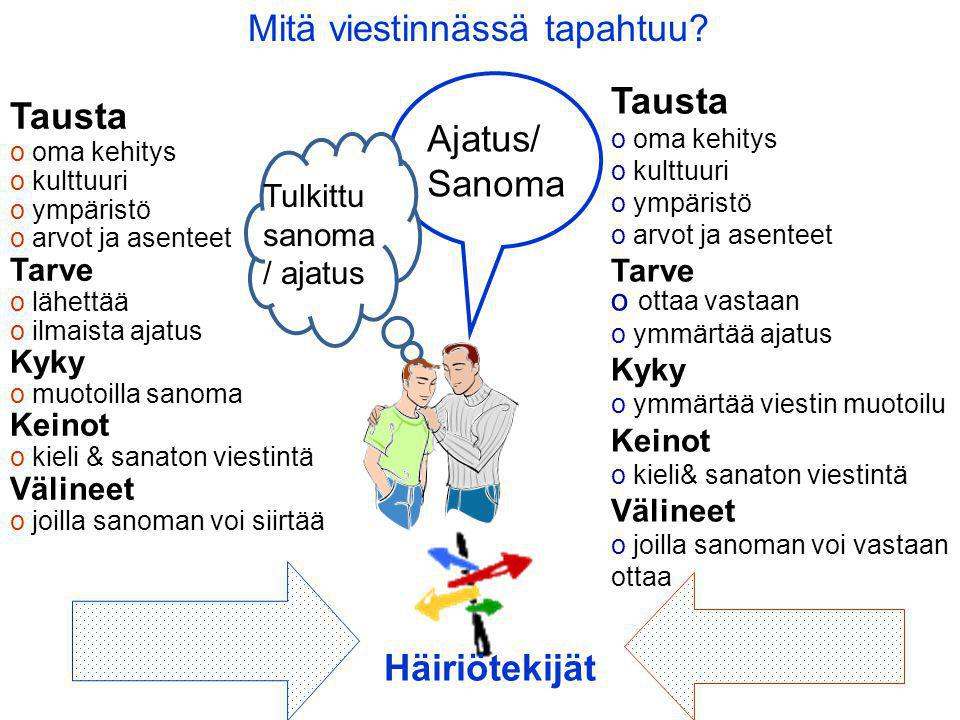 Mitä viestinnässä tapahtuu?
Tausta
o oma kehitys
o kulttuuri
o ympäristö
o arvot ja asenteet
Tarve
o lähettää
o ilmaista ajatus
Kyky
o muotoilla sanoma
Keinot
o kieli & sanaton viestintä
Välineet
o joilla sanoman voi siirtää
Tulkittu
sanoma
/ ajatus
Ajatus/
Sanoma
Tausta
o oma kehitys
o kulttuuri
o ympäristö
o arvot ja asenteet
Tarve
o ottaa vastaan
o ymmärtää ajatus
Kyky
o ymmärtää viestin muotoilu
Keinot
o kieli& sanaton viestintä
Välineet
o joilla sanoman voi vastaan
ottaa
Häiriötekijät